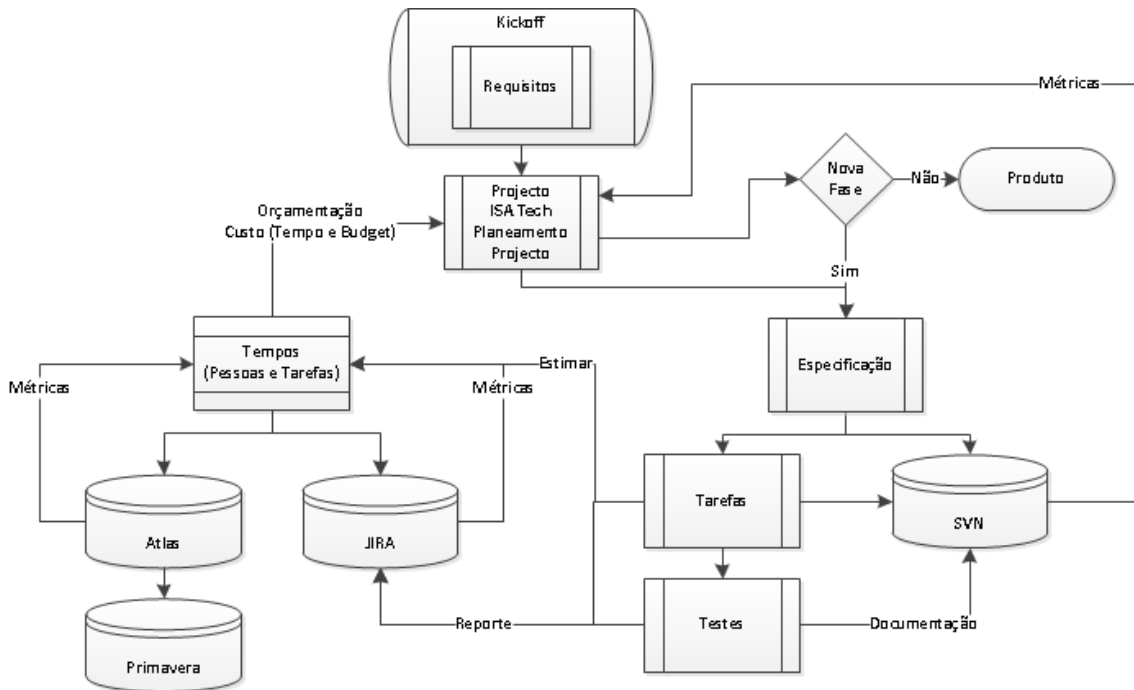 Kickoff
Requisitos
Métricas
Projecto
ISA Tech
Planeamento
Projecto
Nova
Fase
Não
Produto
Orçamentação
Custo (Tempo e Budget)
Sim
Tempos
(Pessoas e Tarefas)
Estimar
Especificação
Métricas
Métricas
Tarefas
SVN
Atlas
JIRA
Testes
Reporte
Documentação
Primavera